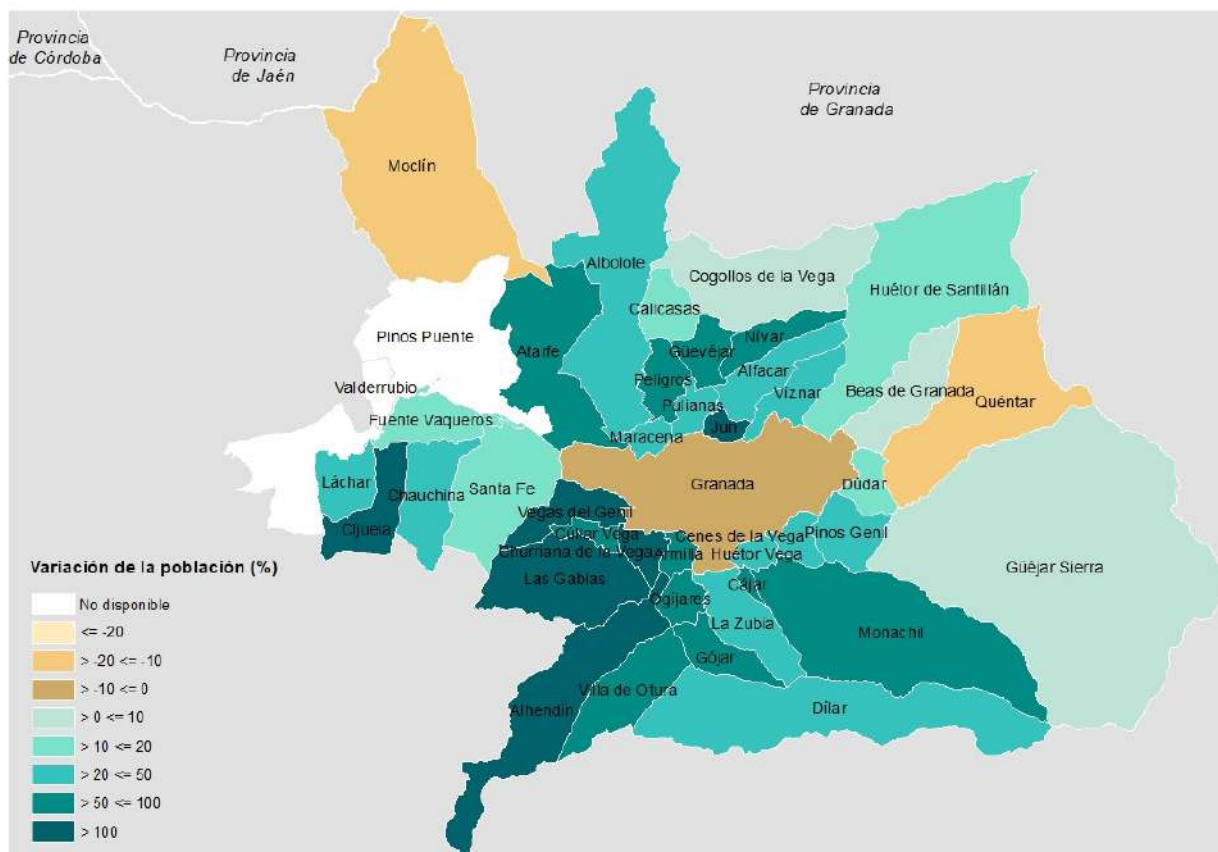 Provincia
de Córdoba
Provincia
de Jaén
Provincia
de Granada
Moclín
Albolote
Cogollos de la Vega
Huétor de Santillán
Calicasas
Pinos Puente
Atarfe
Güevéjar
Nívar
Valderrubio
Peligros
Alfacar
Beas de Granada
Quéntar
Fuente Vaqueros
Pulianas
Víznar
Jun
Maracena
Láchar
Chauchina
Santa Fe
Granada
Dúdar
Cijuela
Vegas del Genil
Cúllar Vega
Cenes de la Vega
Pinos Genil
Churriana de la Vega
Armilla
Huétor Vega
Güéjar Sierra
Las Gabias
Ogíjares
Cájar
La Zubia
Monachil
Gójar
Villa de Otura
Alhendín
Dílar
Variación de la población (%)
No disponible
<= -20
> -20 <= -10
> -10 <= 0
> 0 <= 10
> 10 <= 20
> 20 <= 50
> 50 <= 100
> 100